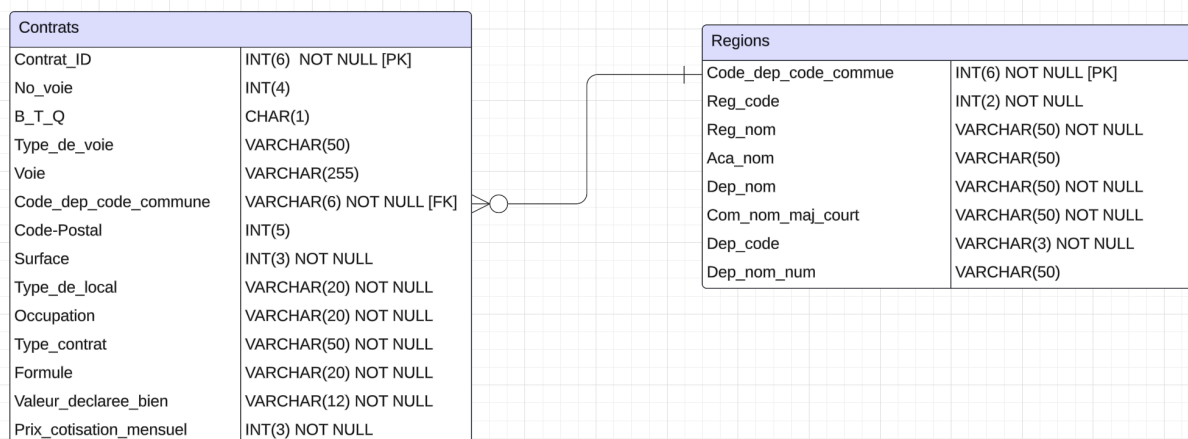 Contrats
Contrat_ID INT(6) NOT NULL [PK]
No_voie INT(4)
B_T_Q CHAR(1)
Type_de_voie VARCHAR(50)
Voie VARCHAR(255)
Code_dep_code_commune VARCHAR(6) NOT NULL [FK]
Code-Postal INT(5)
Surface INT(3) NOT NULL
Type_de_local VARCHAR(20) NOT NULL
Occupation VARCHAR(20) NOT NULL
Type_contrat VARCHAR(50) NOT NULL
Formule VARCHAR(20) NOT NULL
Valeur_declaree_bien VARCHAR(12) NOT NULL
Prix_cotisation_mensuel INT(3) NOT NULL
Regions
Code_dep_code_commue INT(6) NOT NULL [PK]
Reg_code INT(2) NOT NULL
Reg_nom VARCHAR(50) NOT NULL
Aca_nom VARCHAR(50)
Dep_nom VARCHAR(50) NOT NULL
Com_nom_maj_court VARCHAR(50) NOT NULL
Dep_code VARCHAR(3) NOT NULL
Dep_nom_num VARCHAR(50)